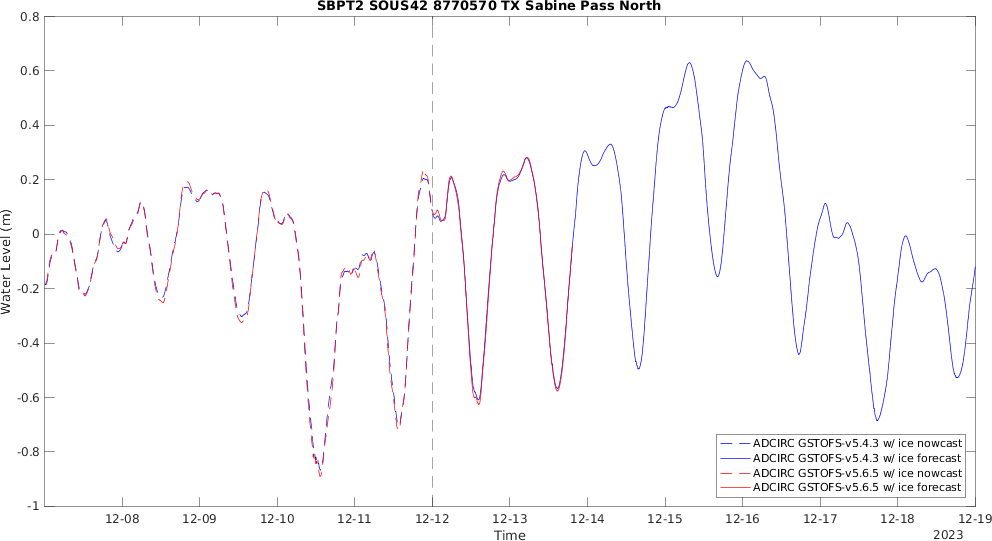 SBPT2 SOUS42 8770570 TX Sabine Pass North
Water Level (m)
0.8
0.6
0.4
0.2
0
-0.2
-0.4
-0.6
-0.8
-1
12-08 12-09 12-10 12-11 12-12 12-13 12-14 12-15 12-16 12-17 12-18 12-19
Time
2023
ADCIRC GSTOFS-v5.4.3 w/ ice nowcast
ADCIRC GSTOFS-v5.4.3 w/ ice forecast
ADCIRC GSTOFS-v5.6.5 w/ ice nowcast
ADCIRC GSTOFS-v5.6.5 w/ ice forecast